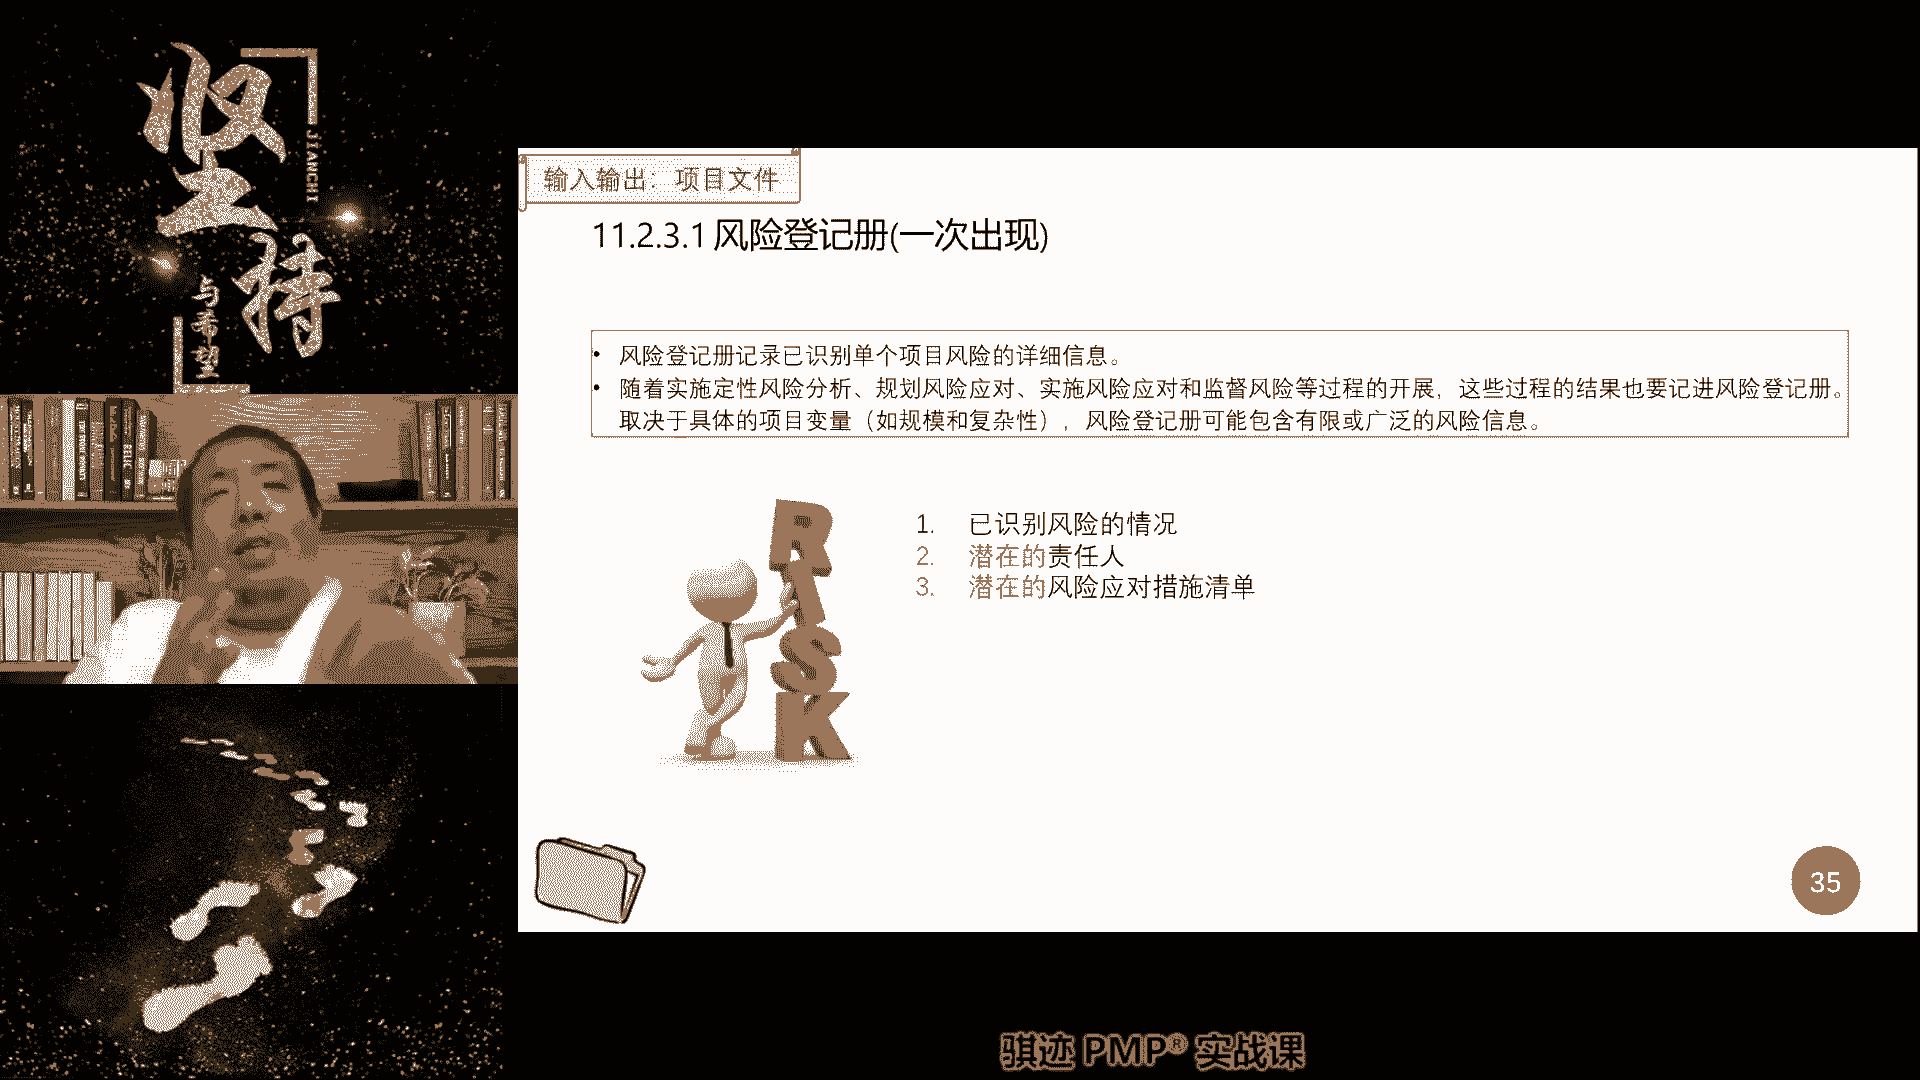 坚持
JIANCHI
与希望
输入输出：项目文件
11.2.3.1 风险登记册(一次出现)
• 风险登记册记录已识别单个项目风险的详细信息。
• 随着实施定性风险分析、规划风险应对、实施风险应对和监督风险等过程的开展，这些过程的结果也要记进风险登记册。
取决于具体的项目变量（如规模和复杂性），风险登记册可能包含有限或广泛的风险信息。
RISK
1. 已识别风险的情况
2. 潜在的责任人
3. 潜在的风险应对措施清单
35
骐迹 PMP® 实战课